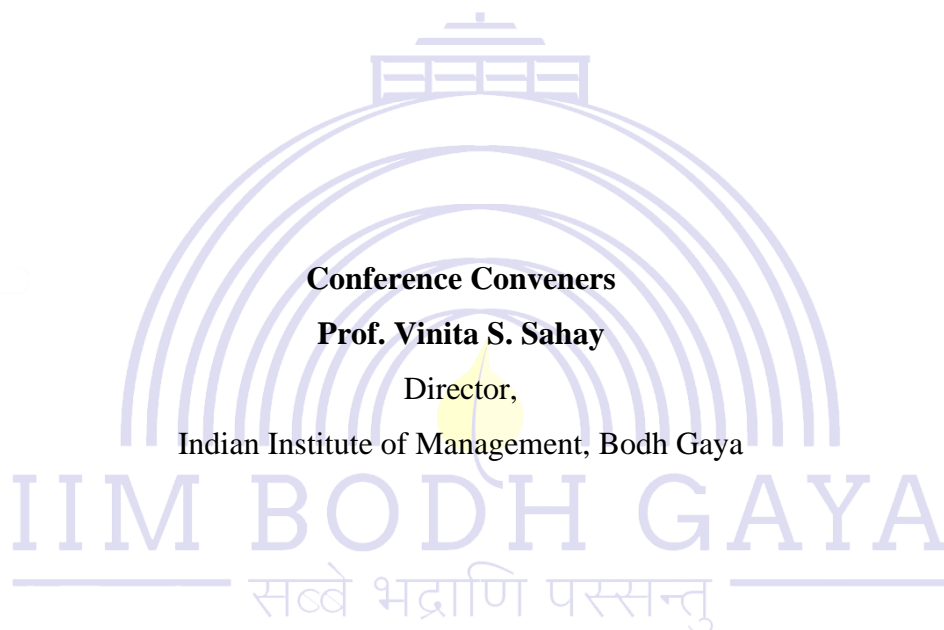 Conference Conveners
Prof. Vinita S. Sahay
Director,
Indian Institute of Management, Bodh Gaya
IIM BODH GAYA
सब्बे भद्राणि पस्सन्तु